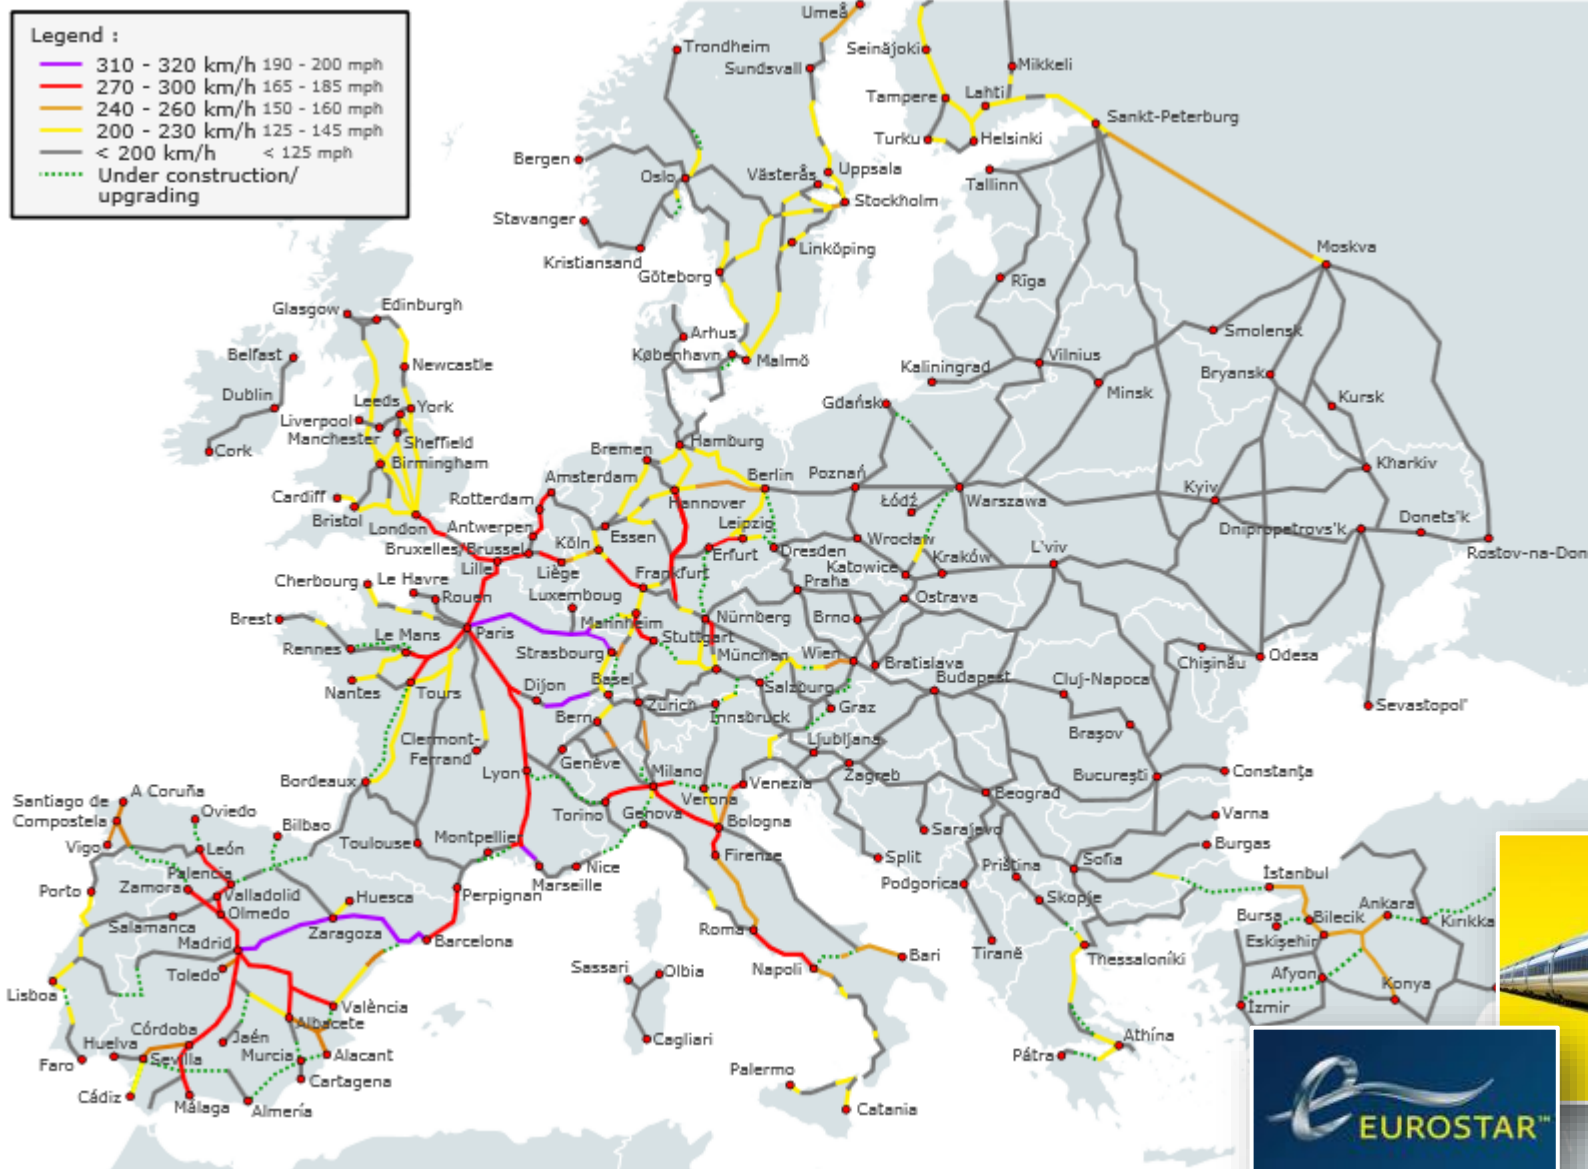 Legend :
310 - 320 km/h 190 - 200 mph
270 - 300 km/h 165 - 185 mph
240 - 260 km/h 150 - 160 mph
200 - 230 km/h 125 - 145 mph
< 200 km/h < 125 mph
Under construction/
upgrading
Umeå
Trondheim
Seinäjoki
Sundsvall
Mikkeli
Tampere
Lahti
Sankt-Peterburg
Turku
Helsinki
Bergen
Oslo
Västerås
Uppsala
Tallinn
Stockholm
Stavanger
Linköping
Kristiansand
Göteborg
Moskva
Rīga
Glasgow
Edinburgh
Smolensk
Arhus
Belfast
København
Malmö
Vilnius
Newcastle
Kaliningrad
Minsk
Bryansk
Dublin
Leeds
York
Gdańsk
Kursk
Liverpool
Manchester
Sheffield
Cork
Hamburg
Bremen
Birmingham
Kharkiv
Amsterdam
Berlin
Poznań
Cardiff
Rotterdam
Hannover
Łódź
Warszawa
Kyiv
Bristol
London
Antwerpen
Essen
Leipzig
Dnipropetrovs'k
Donets'k
Bruxelles/Brussel
Köln
Erfurt
Dresden
Wrocław
L'viv
Rostov-na-Don
Lille
Liège
Frankfurt
Katowice
Kraków
Cherbourg
Le Havre
Rouen
Luxemboug
Praha
Ostrava
Brest
Paris
Mannheim
Nürnberg
Brno
Rennes
Le Mans
Stuttgart
Strasbourg
München
Wien
Bratislava
Chişinău
Odesa
Nantes
Tours
Dijon
Basel
Zürich
Salzburg
Budapest
Cluj-Napoca
Sevastopol'
Bern
Innsbruck
Graz
Braşov
Clermont-
Ferrand
Genève
Ljubljana
Lyon
Milano
Zagreb
Bucureşti
Constanţa
Bordeaux
Verona
Venezia
Beograd
A Coruña
Santiago de
Compostela
Oviedo
Bilbao
Torino
Genova
Bologna
Varna
Vigo
León
Toulouse
Montpellier
Firenze
Sarajevo
Split
Burgas
Palencia
Nice
Marseille
Priština
Sofia
Porto
Zamora
Valladolid
Huesca
Perpignan
Podgorica
Skopje
İstanbul
Olmedo
Salamanca
Zaragoza
Barcelona
Roma
Bursa
Bilecik
Ankara
Kırıkka
Madrid
Toledo
Sassari
Olbia
Napoli
Bari
Tiranë
Thessaloníki
Eskişehir
Lisboa
València
Afyon
Konya
Albacete
İzmir
Córdoba
Jaén
Huelva
Sevilla
Murcia
Alacant
Cagliari
Faro
Cartagena
Palermo
Pátra
Athína
Cádiz
Málaga
Almería
Catania
EUROSTAR™